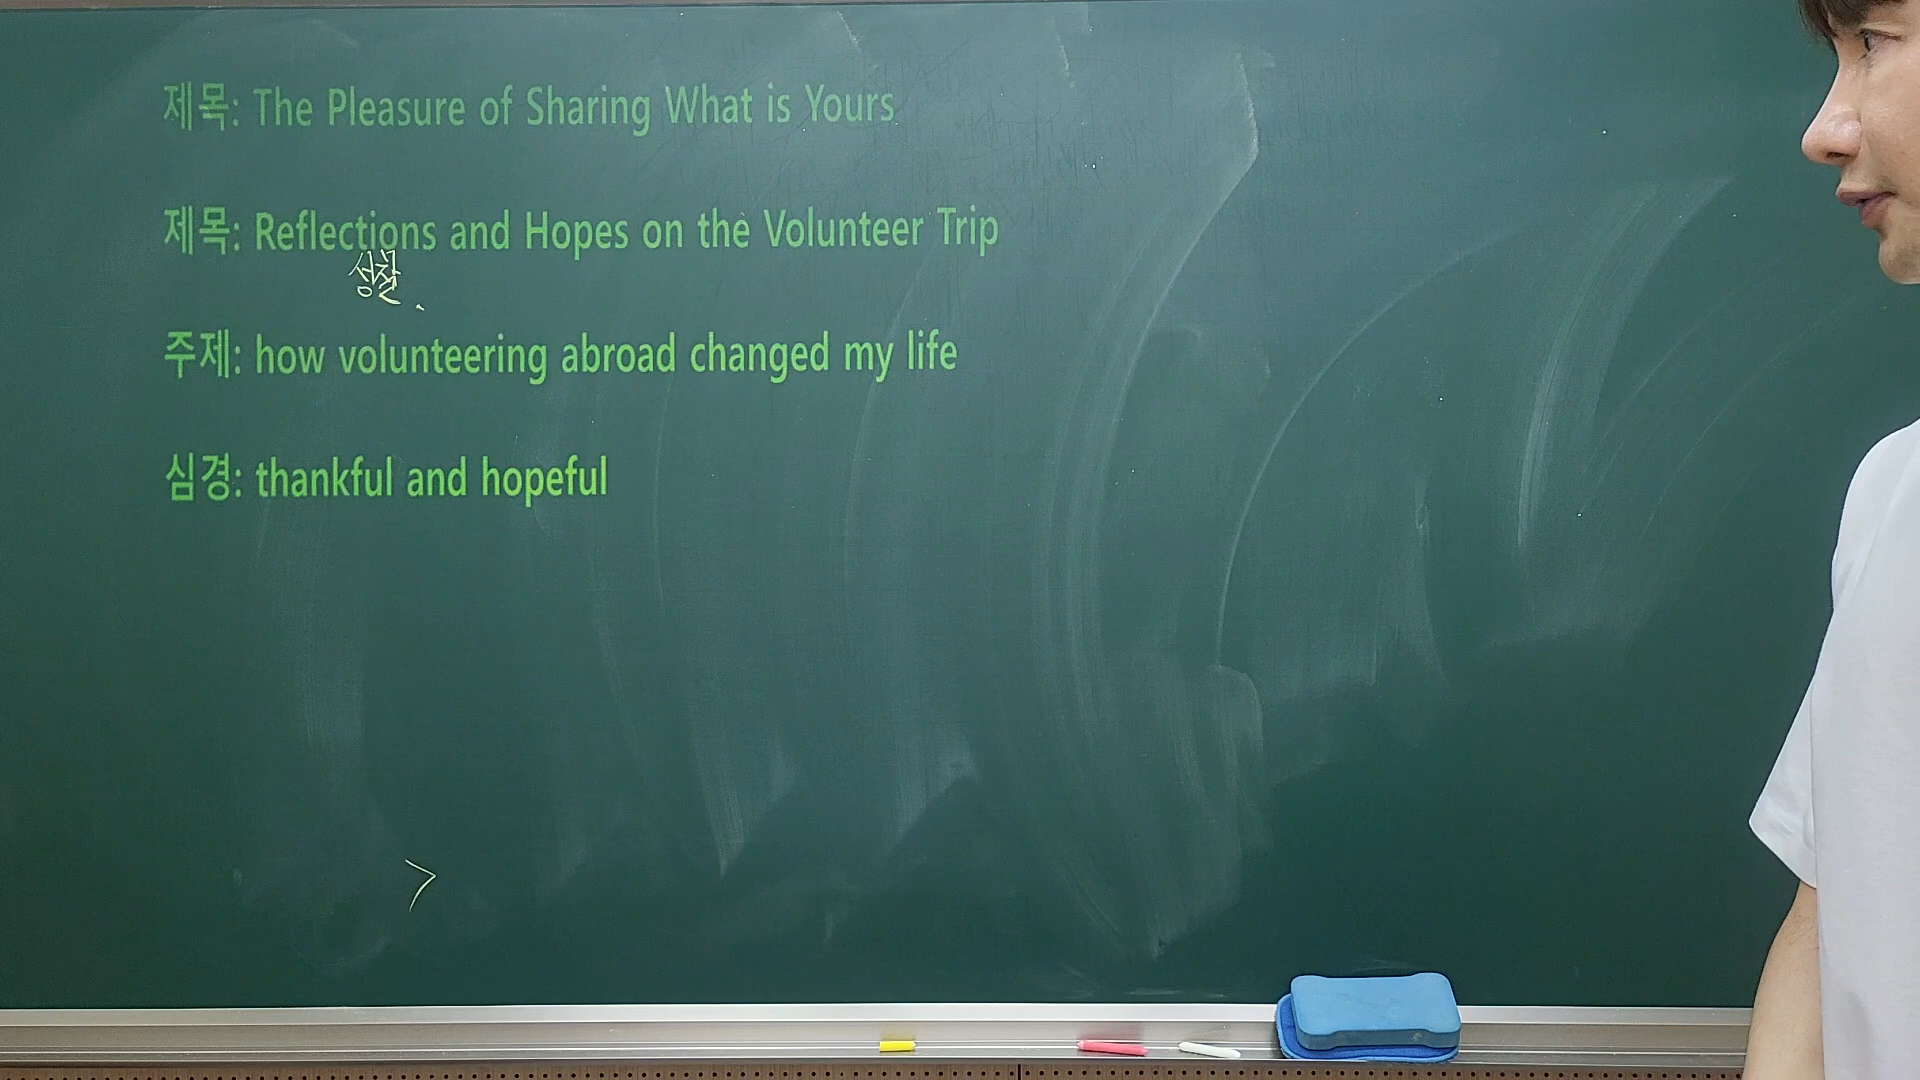 제목: The Pleasure of Sharing What is Yours
제목: Reflections and Hopes on the Volunteer Trip
성찰
주제: how volunteering abroad changed my life
심경: thankful and hopeful
>